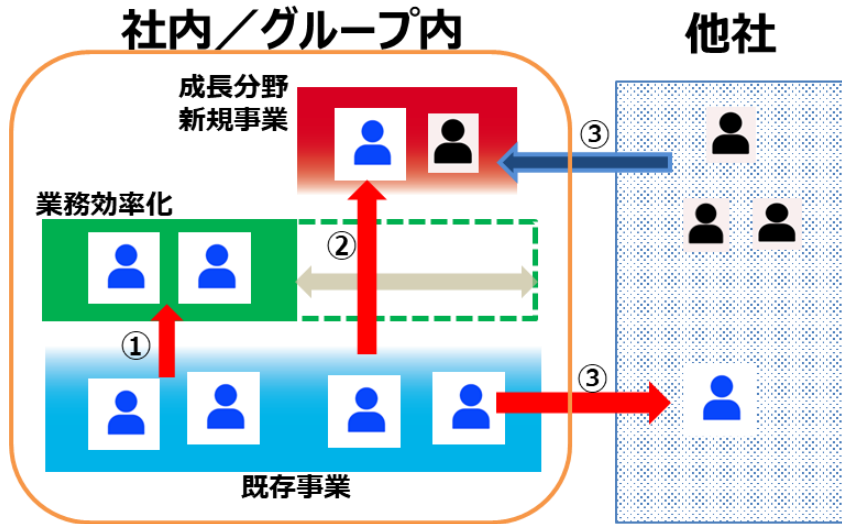 社内／グループ内
他社
成長分野
新規事業
③
業務効率化
②
①
③
既存事業